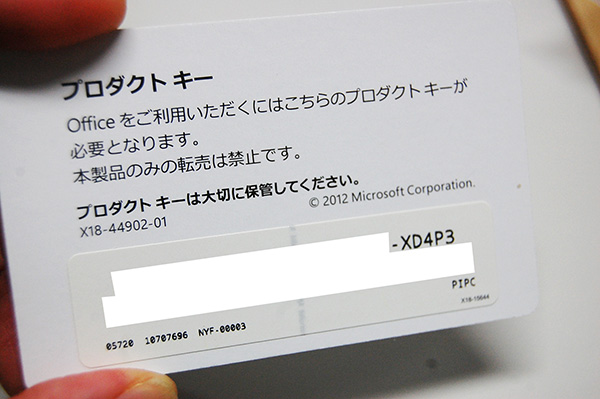 プロダクト キー
Office をご利用いただくにはこちらのプロダクト キーが
必要となります。
本製品のみの転売は禁止です。
プロダクト キーは大切に保管してください。
© 2012 Microsoft Corporation.
X18-44902-01
-XD4P3
PIPC
X18-15644
05720 10707696 NYF-00003